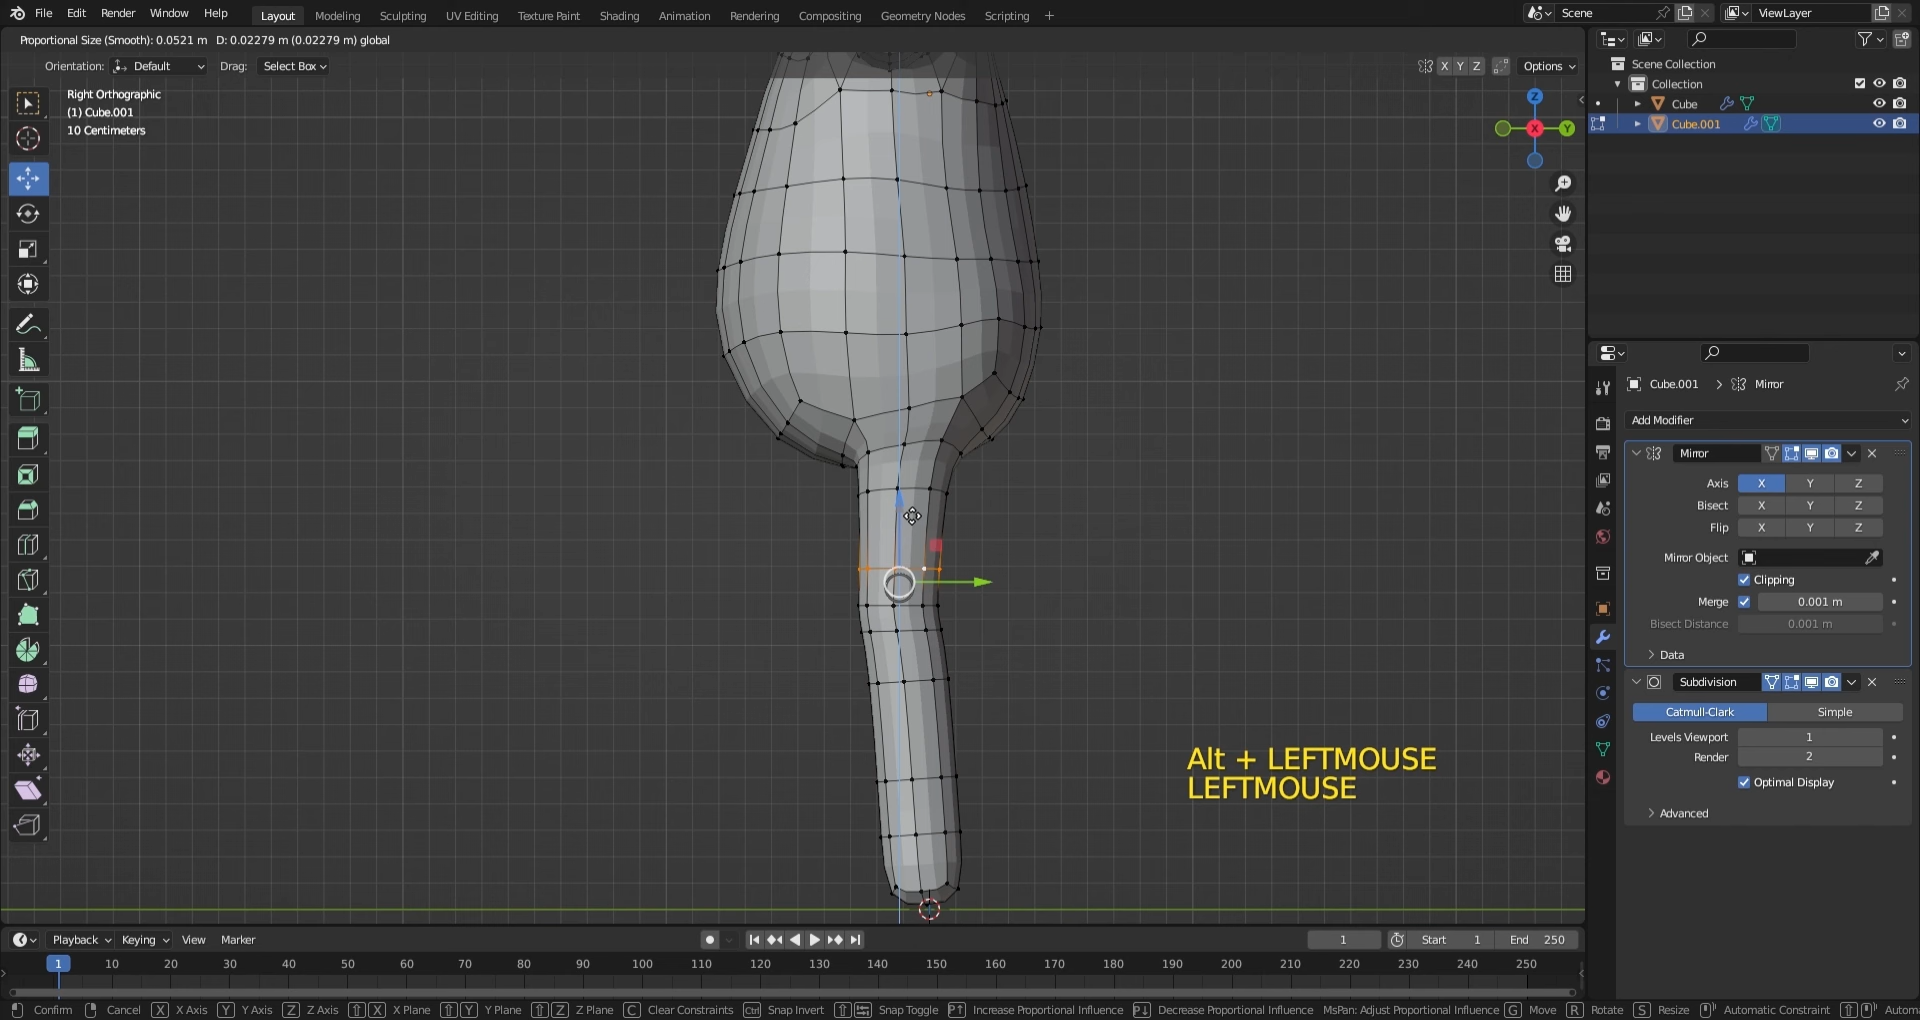 File Edit Render Window Help Layout Modeling Sculpting UV Editing Texture Paint Shading Animation Rendering Compositing Geometry Nodes Scripting + Scene ViewLayer
Proportional Size (Smooth): 0.0521 m D: 0.02279 m (0.02279 m) global
Orientation: Default Drag: Select Box X Y Z Options
Right Orthographic
(1) Cube.001
10 Centimeters
Z
X Y
Scene Collection
Collection
Cube
Cube.001
Cube.001 > Mirror
Add Modifier
Mirror
Axis X Y Z
Bisect X Y Z
Flip X Y Z
Mirror Object
Clipping
Merge 0.001 m
Bisect Distance 0.001 m
Data
Subdivision
Catmull-Clark Simple
Levels Viewport 1
Render 2
Optimal Display
Advanced
Alt + LEFTMOUSE
LEFTMOUSE
Playback Keying View Marker 1 Start 1 End 250
1 10 20 30 40 50 60 70 80 90 100 110 120 130 140 150 160 170 180 190 200 210 220 230 240 250
Confirm Cancel X X Axis Y Y Axis Z Z Axis X X Plane Y Y Plane Z Z Plane C Clear Constraints Ctrl Snap Invert Snap Toggle P↑ Increase Proportional Influence P↓ Decrease Proportional Influence MsPan: Adjust Proportional Influence G Move R Rotate S Resize Automatic Constraint Autom